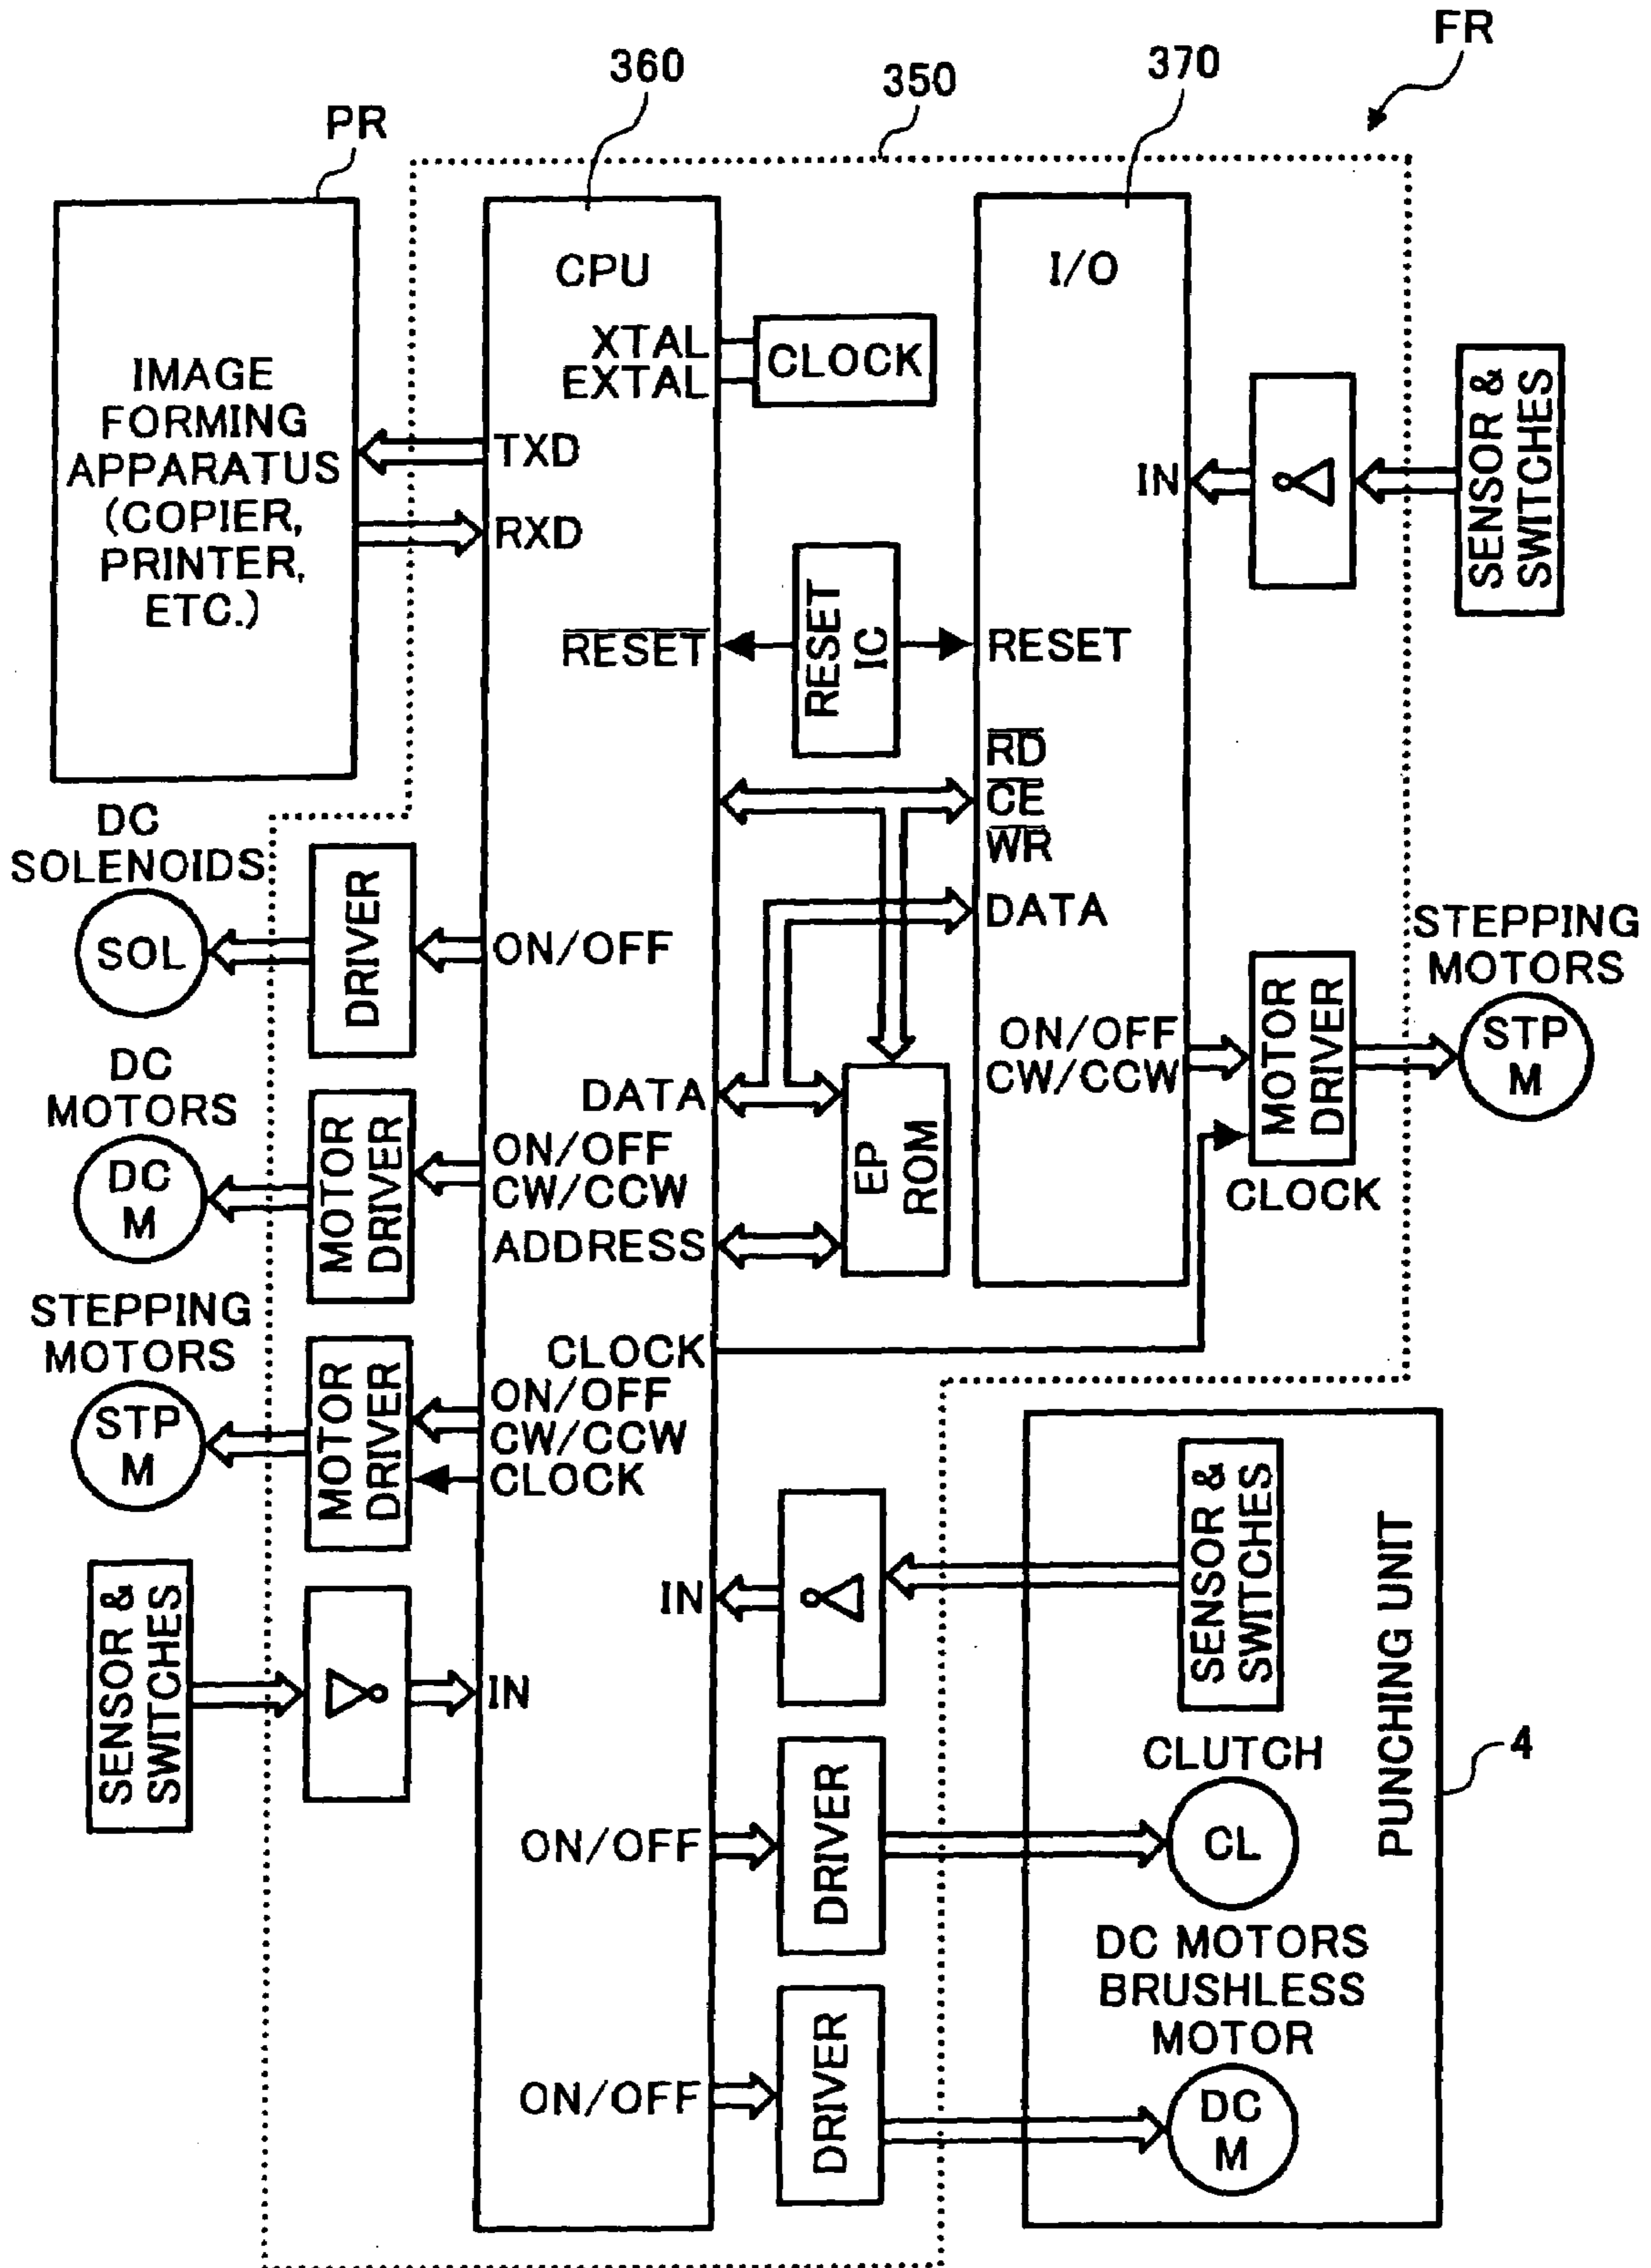 FR
360
350
370
PR
CPU
I/O
XTAL
EXTAL
CLOCK
IMAGE
FORMING
APPARATUS
(COPIER,
PRINTER,
ETC.)
TXD
RXD
IN
SENSOR &
SWITCHES
RESET
RESET
IC
RESET
RD
CE
WR
DC
SOLENOIDS
SOL
DRIVER
ON/OFF
DATA
STEPPING
MOTORS
STP
M
ON/OFF
CW/CCW
MOTOR
DRIVER
CLOCK
DC
MOTORS
DC
M
MOTOR
DRIVER
DATA
ON/OFF
CW/CCW
ADDRESS
EP
ROM
STEPPING
MOTORS
STP
M
MOTOR
DRIVER
CLOCK
ON/OFF
CW/CCW
CLOCK
SENSOR &
SWITCHES
IN
IN
SENSOR &
SWITCHES
PUNCHING UNIT
4
CLUTCH
CL
ON/OFF
DRIVER
DC MOTORS
BRUSHLESS
MOTOR
DC
M
ON/OFF
DRIVER